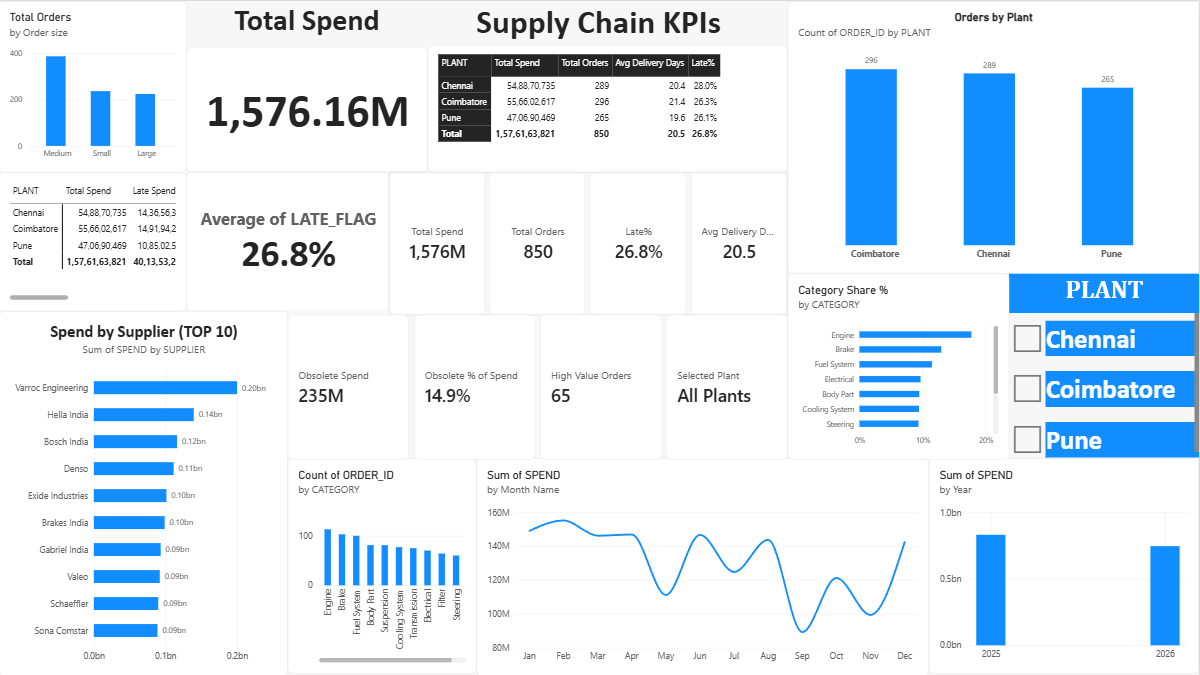 Total Orders
by Order size
400
200
0
Medium Small Large
Total Spend
1,576.16M
Supply Chain KPIs
PLANT Total Spend Total Orders Avg Delivery Days Late%
Chennai 54,88,70,735 289 20.4 28.0%
Coimbatore 55,66,02,617 296 21.4 26.3%
Pune 47,06,90,469 265 19.6 26.1%
Total 1,57,61,63,821 850 20.5 26.8%
Orders by Plant
Count of ORDER_ID by PLANT
296 289 265
Coimbatore Chennai Pune
PLANT Total Spend Late Spend
Chennai 54,88,70,735 14,36,56,3
Coimbatore 55,66,02,617 14,91,94,2
Pune 47,06,90,469 10,85,02,5
Total 1,57,61,63,821 40,13,53,2
Average of LATE_FLAG
26.8%
Total Spend
1,576M
Total Orders
850
Late%
26.8%
Avg Delivery D...
20.5
Category Share %
by CATEGORY
Engine
Brake
Fuel System
Electrical
Body Part
Cooling System
Steering
0% 10% 20%
PLANT
Chennai
Coimbatore
Pune
Spend by Supplier (TOP 10)
Sum of SPEND by SUPPLIER
Varroc Engineering 0.20bn
Hella India 0.14bn
Bosch India 0.12bn
Denso 0.11bn
Exide Industries 0.10bn
Brakes India 0.10bn
Gabriel India 0.09bn
Valeo 0.09bn
Schaeffler 0.09bn
Sona Comstar 0.09bn
0.0bn 0.1bn 0.2bn
Obsolete Spend
235M
Obsolete % of Spend
14.9%
High Value Orders
65
Selected Plant
All Plants
Count of ORDER_ID
by CATEGORY
100
0
Engine
Brake
Fuel System
Body Part
Suspension
Cooling System
Transmission
Electrical
Filter
Steering
Sum of SPEND
by Month Name
160M
140M
120M
100M
80M
Jan Feb Mar Apr May Jun Jul Aug Sep Oct Nov Dec
Sum of SPEND
by Year
1.0bn
0.5bn
0.0bn
2025 2026